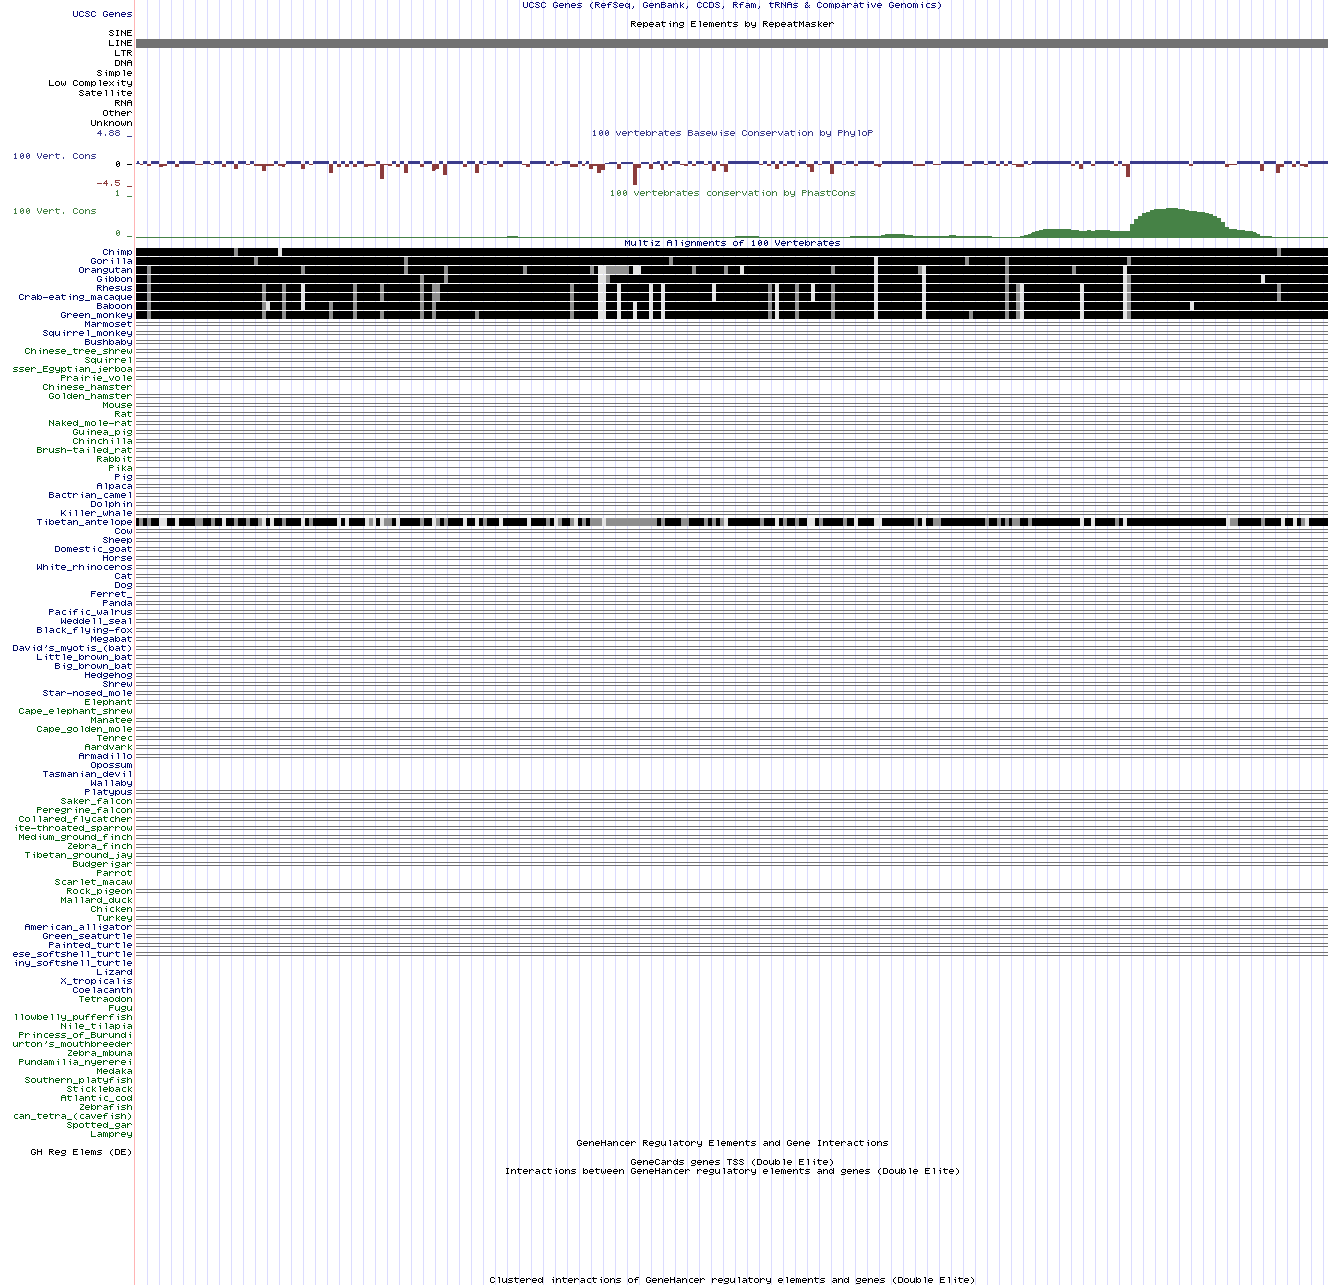 UCSC Genes (RefSeq, GenBank, CCDS, Rfam, tRNAs & Comparative Genomics)
UCSC Genes
Repeating Elements by RepeatMasker
SINE
LINE
LTR
DNA
Simple
Low Complexity
Satellite
RNA
Other
Unknown
4.88 _
100 vertebrates Basewise Conservation by PhyloP
100 Vert. Cons
0 _
-4.5 _
1 _
100 vertebrates conservation by PhastCons
100 Vert. Cons
0 _
Multiz Alignments of 100 Vertebrates
Chimp
Gorilla
Orangutan
Gibbon
Rhesus
Crab-eating_macaque
Baboon
Green_monkey
Marmoset
Squirrel_monkey
Bushbaby
Chinese_tree_shrew
Squirrel
sser_Egyptian_jerboa
Prairie_vole
Chinese_hamster
Golden_hamster
Mouse
Rat
Naked_mole-rat
Guinea_pig
Chinchilla
Brush-tailed_rat
Rabbit
Pika
Pig
Alpaca
Bactrian_camel
Dolphin
Killer_whale
Tibetan_antelope
Cow
Sheep
Domestic_goat
Horse
White_rhinoceros
Cat
Dog
Ferret_
Panda
Pacific_walrus
Weddell_seal
Black_flying-fox
Megabat
David's_myotis_(bat)
Little_brown_bat
Big_brown_bat
Hedgehog
Shrew
Star-nosed_mole
Elephant
Cape_elephant_shrew
Manatee
Cape_golden_mole
Tenrec
Aardvark
Armadillo
Opossum
Tasmanian_devil
Wallaby
Platypus
Saker_falcon
Peregrine_falcon
Collared_flycatcher
ite-throated_sparrow
Medium_ground_finch
Zebra_finch
Tibetan_ground_jay
Budgerigar
Parrot
Scarlet_macaw
Rock_pigeon
Mallard_duck
Chicken
Turkey
American_alligator
Green_seaturtle
Painted_turtle
ese_softshell_turtle
iny_softshell_turtle
Lizard
X_tropicalis
Coelacanth
Tetraodon
Fugu
llowbelly_pufferfish
Nile_tilapia
Princess_of_Burundi
urton's_mouthbreeder
Zebra_mbuna
Pundamilia_nyererei
Medaka
Southern_platyfish
Stickleback
Atlantic_cod
Zebrafish
can_tetra_(cavefish)
Spotted_gar
Lamprey
GeneHancer Regulatory Elements and Gene Interactions
GH Reg Elems (DE)
GeneCards genes TSS (Double Elite)
Interactions between GeneHancer regulatory elements and genes (Double Elite)
Clustered interactions of GeneHancer regulatory elements and genes (Double Elite)